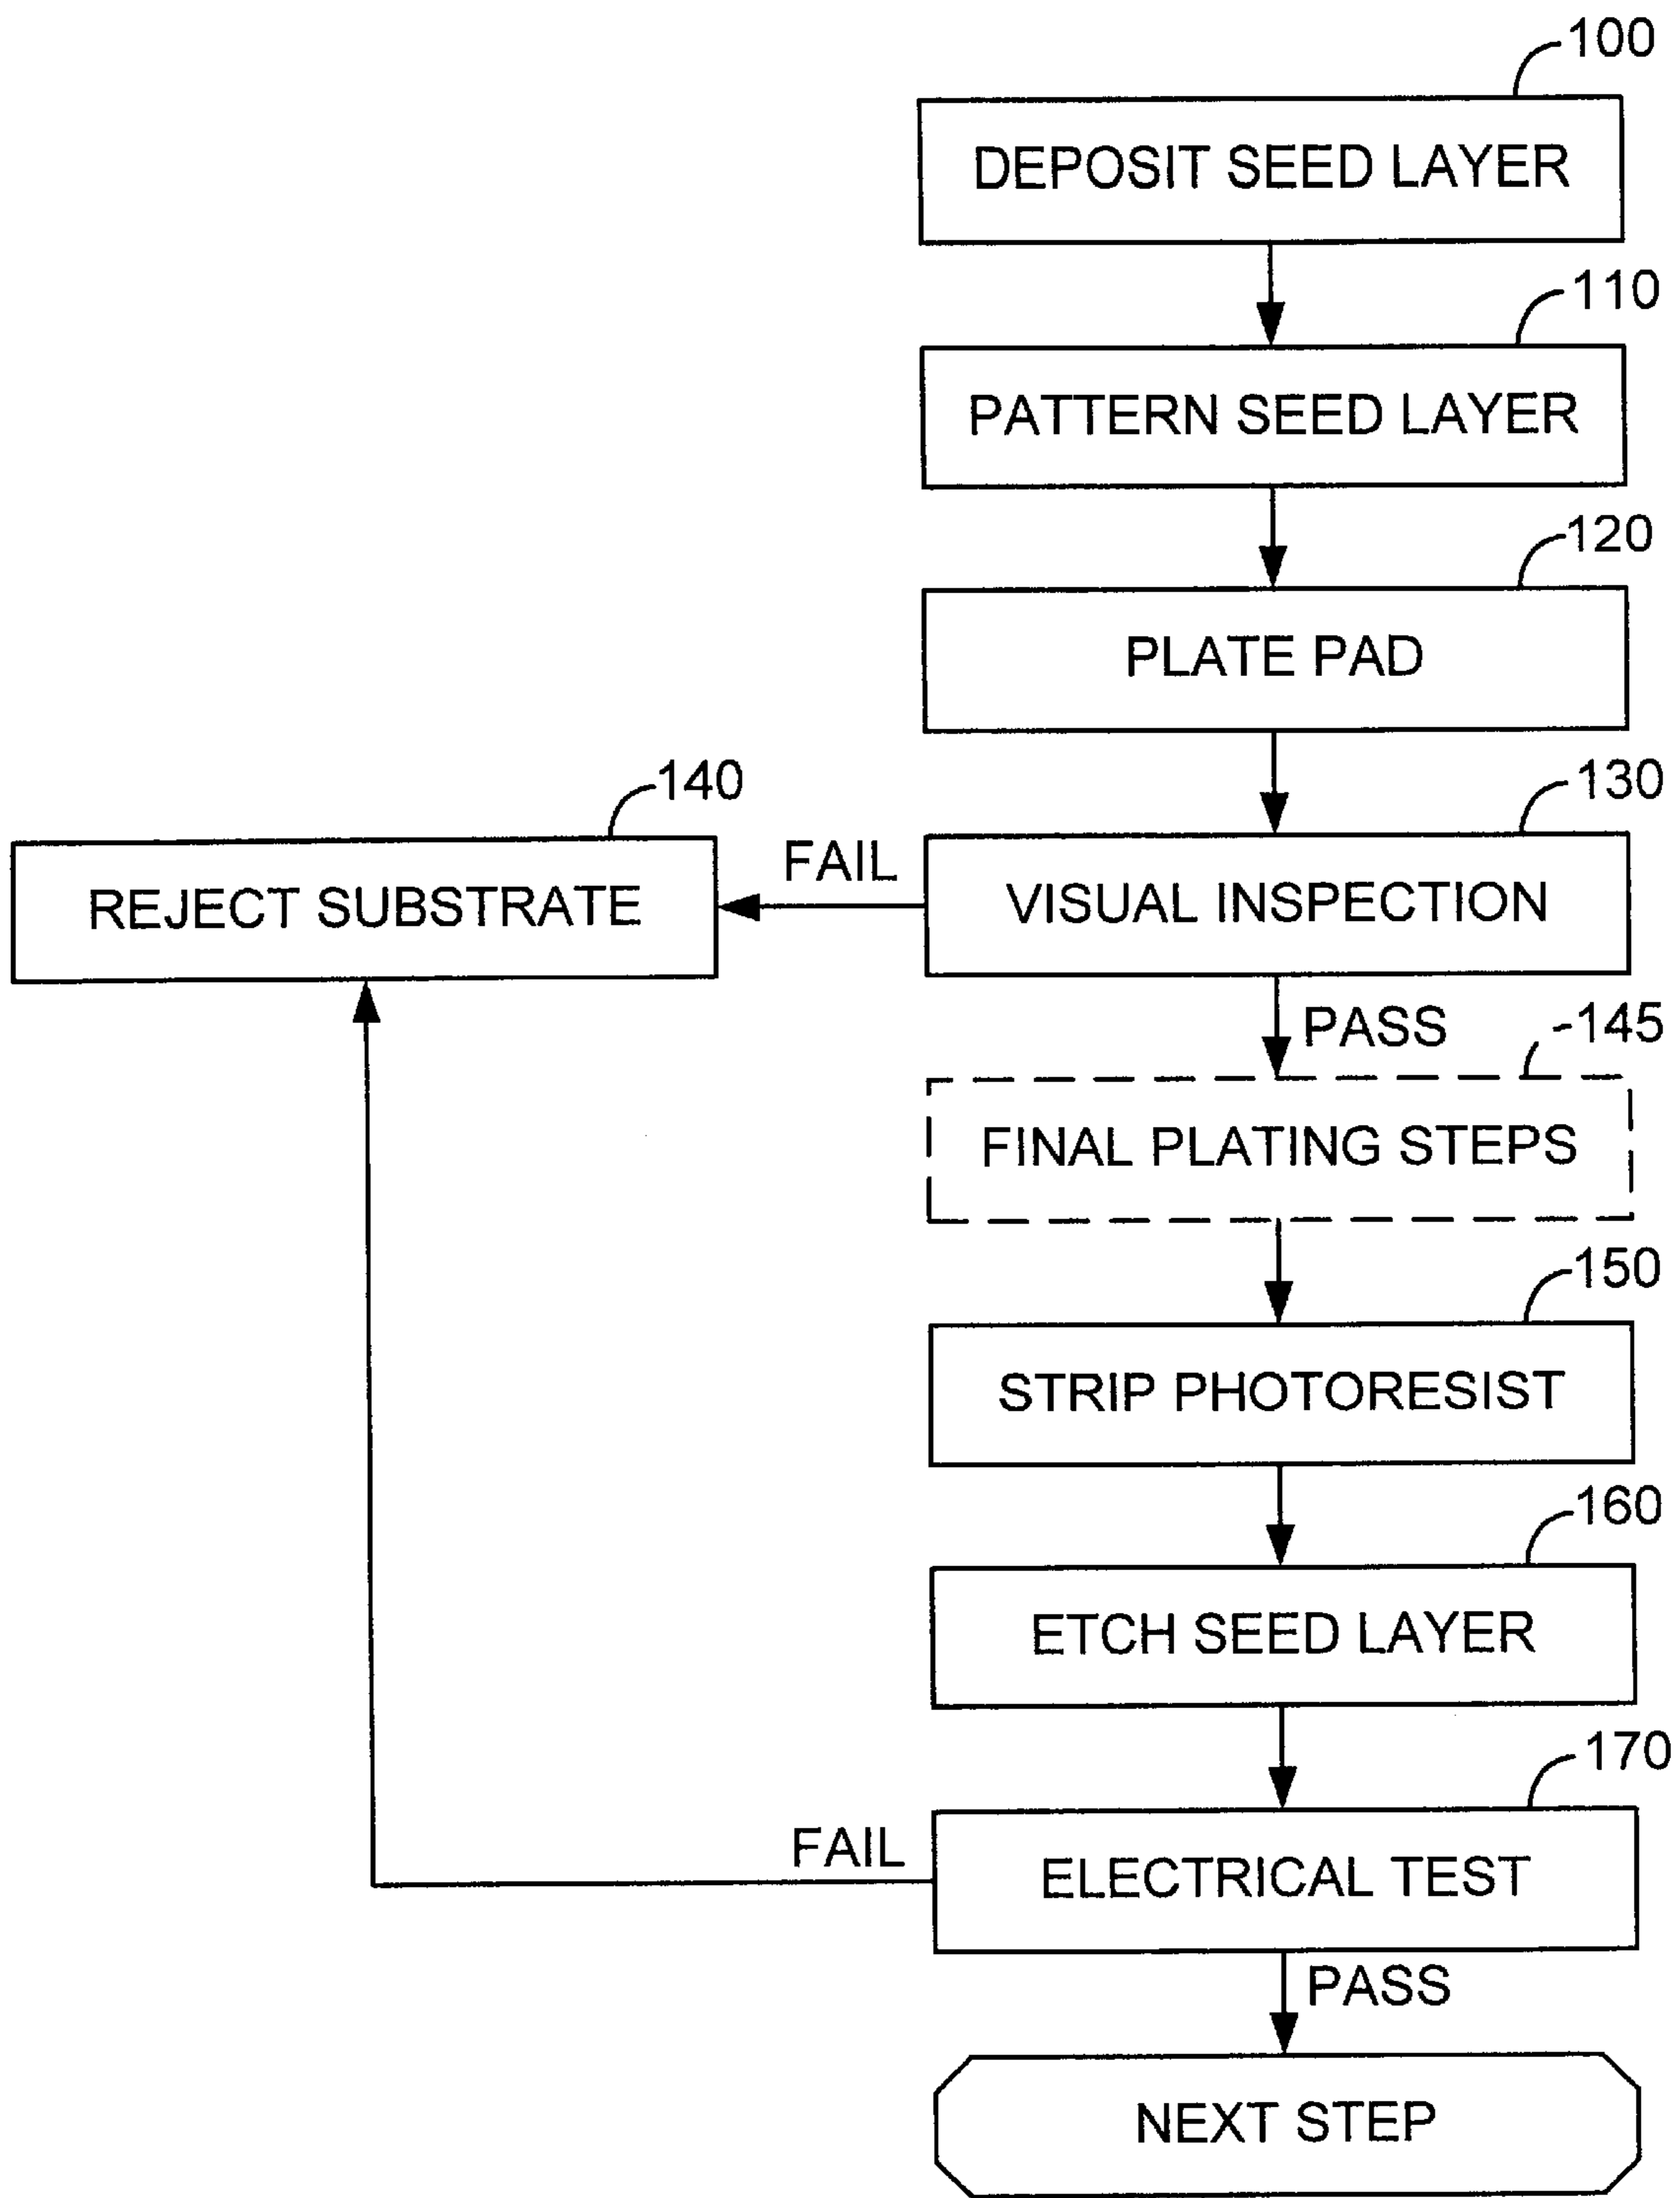 100
DEPOSIT SEED LAYER
110
PATTERN SEED LAYER
120
PLATE PAD
130
VISUAL INSPECTION
FAIL
140
REJECT SUBSTRATE
PASS
145
FINAL PLATING STEPS
150
STRIP PHOTORESIST
160
ETCH SEED LAYER
170
ELECTRICAL TEST
FAIL
PASS
NEXT STEP